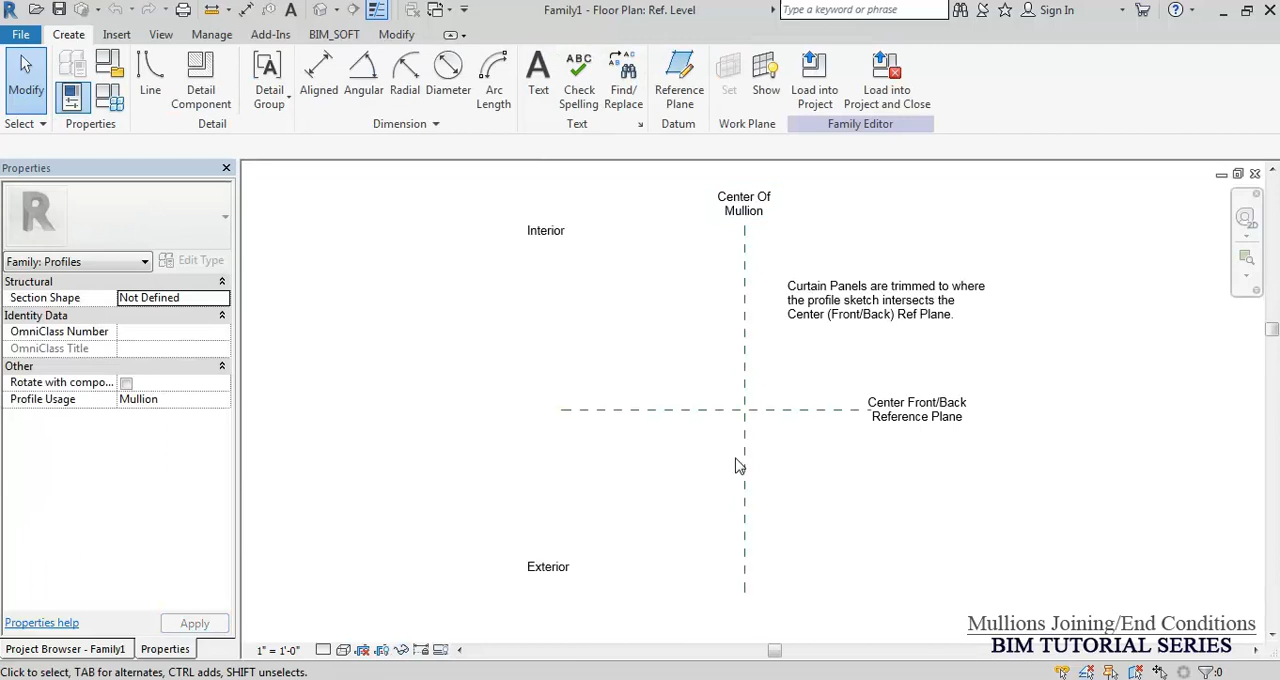 Family1 - Floor Plan: Ref. Level
Type a keyword or phrase
Sign In
File
Create
Insert
View
Manage
Add-Ins
BIM_SOFT
Modify
Modify
Line
Detail
Component
Detail
Group
Aligned
Angular
Radial
Diameter
Arc
Length
Text
Check
Spelling
Find/
Replace
Reference
Plane
Set
Show
Load into
Project
Load into
Project and Close
Select
Properties
Detail
Dimension
Text
Datum
Work Plane
Family Editor
Properties
Family: Profiles
Edit Type
Structural
Section Shape
Not Defined
Identity Data
OmniClass Number
OmniClass Title
Other
Rotate with compo...
Profile Usage
Mullion
Properties help
Apply
Project Browser - Family1
Properties
Center Of
Mullion
Interior
Curtain Panels are trimmed to where
the profile sketch intersects the
Center (Front/Back) Ref Plane.
Center Front/Back
Reference Plane
Exterior
Mullions Joining/End Conditions
BIM TUTORIAL SERIES
1" = 1'-0"
Click to select, TAB for alternates, CTRL adds, SHIFT unselects.
:0